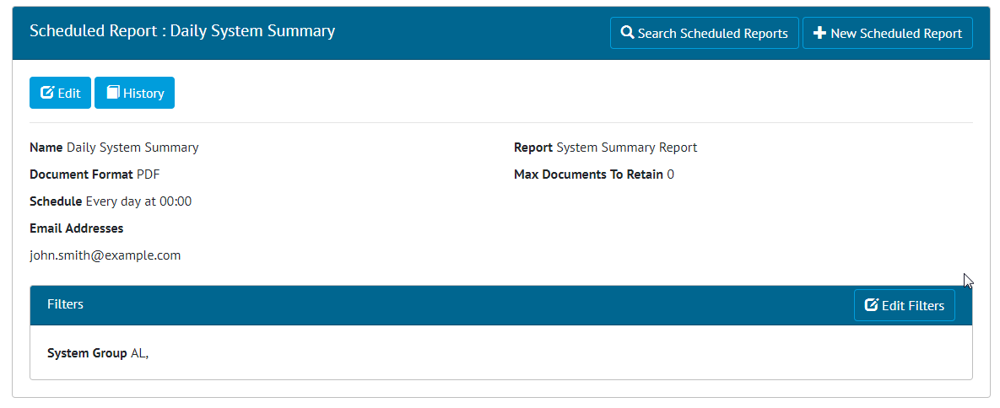 Scheduled Report : Daily System Summary
Search Scheduled Reports
New Scheduled Report
Edit
History
Name Daily System Summary
Report System Summary Report
Document Format PDF
Max Documents To Retain 0
Schedule Every day at 00:00
Email Addresses
john.smith@example.com
Filters
Edit Filters
System Group AL,